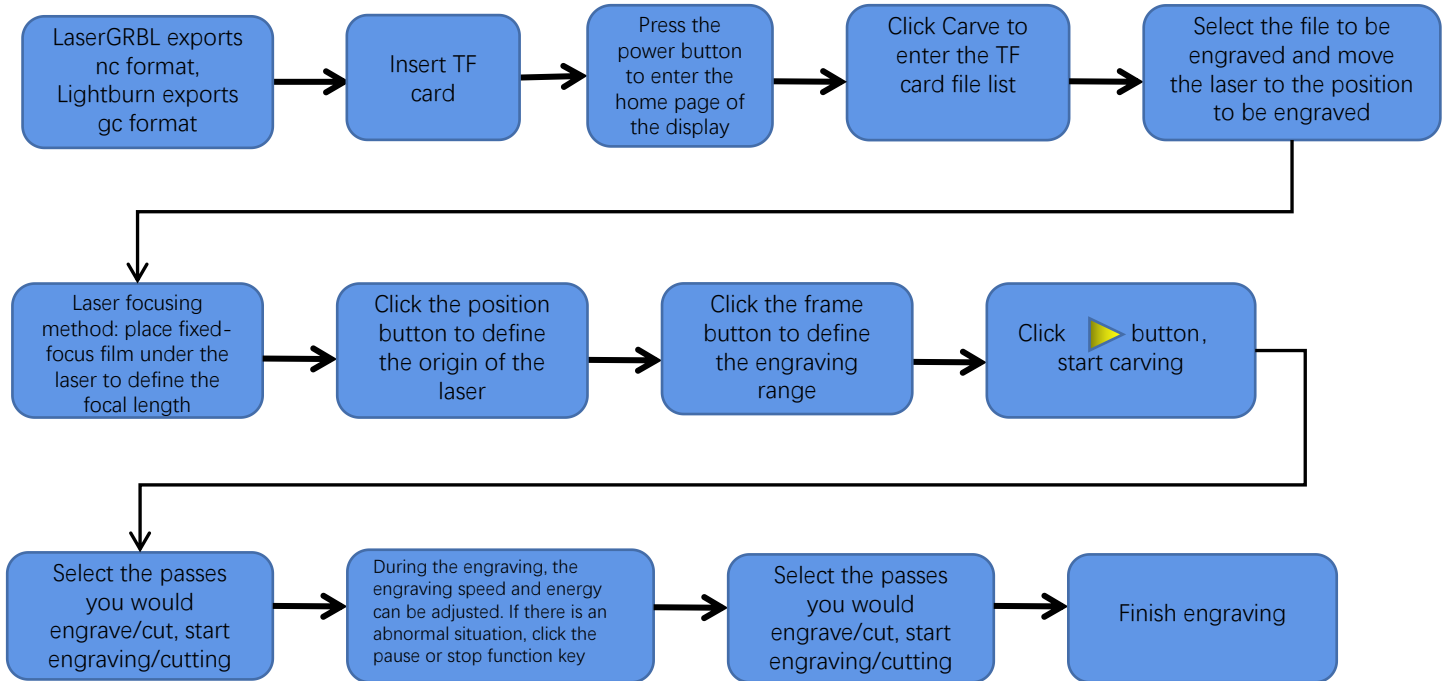 LaserGRBL exports
nc format,
Lightburn exports
gc format
Insert TF
card
Press the
power button
to enter the
home page of
the display
Click Carve to
enter the TF
card file list
Select the file to be
engraved and move
the laser to the position
to be engraved
Laser focusing
method: place fixed-
focus film under the
laser to define the
focal length
Click the position
button to define
the origin of the
laser
Click the frame
button to define
the engraving
range
Click button,
start carving
Select the passes
you would
engrave/cut, start
engraving/cutting
During the engraving, the
engraving speed and energy
can be adjusted. If there is an
abnormal situation, click the
pause or stop function key
Select the passes
you would
engrave/cut, start
engraving/cutting
Finish engraving